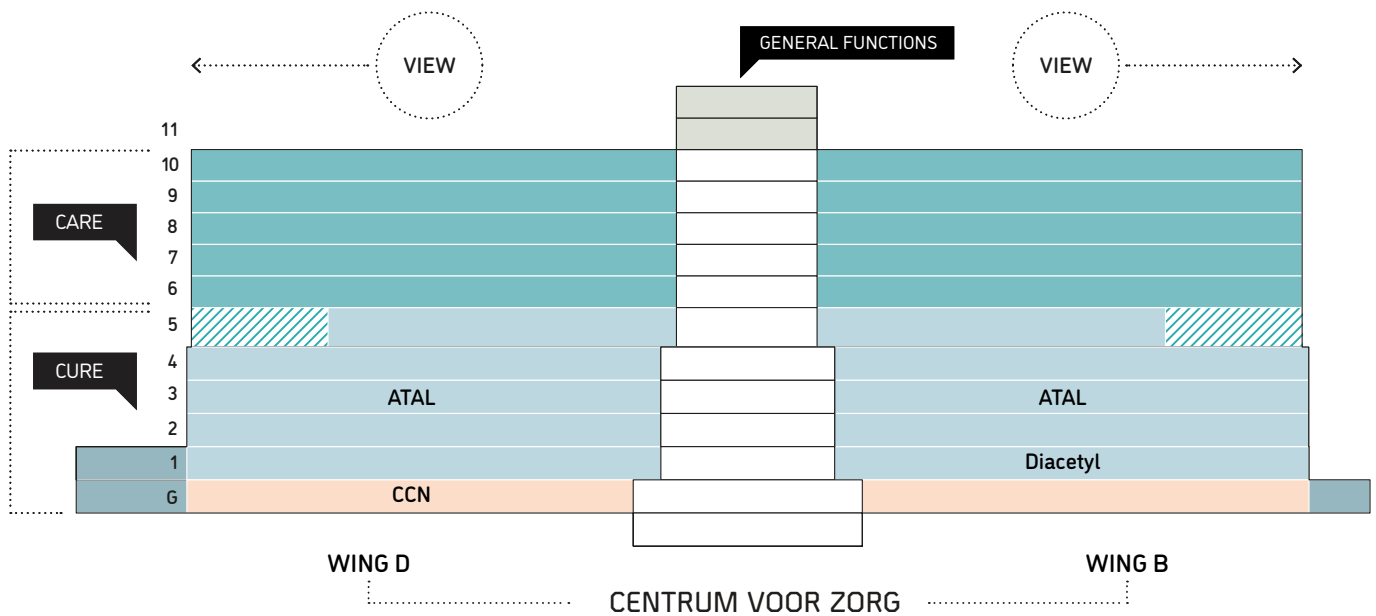 GENERAL FUNCTIONS
VIEW
VIEW
11
10
9
CARE
8
7
6
5
4
CURE
3
ATAL
ATAL
2
1
Diacetyl
G
CCN
WING D
WING B
CENTRUM VOOR ZORG